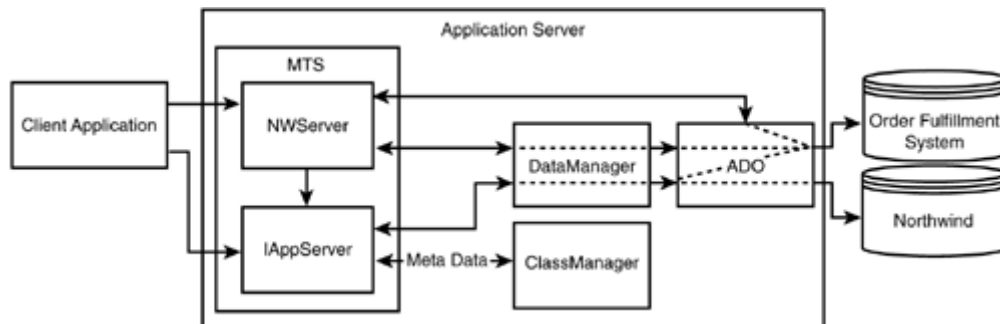 Application Server
MTS
Client Application
NWServer
Order Fulfillment
System
DataManager
ADO
Northwind
IAppServer
Meta Data
ClassManager